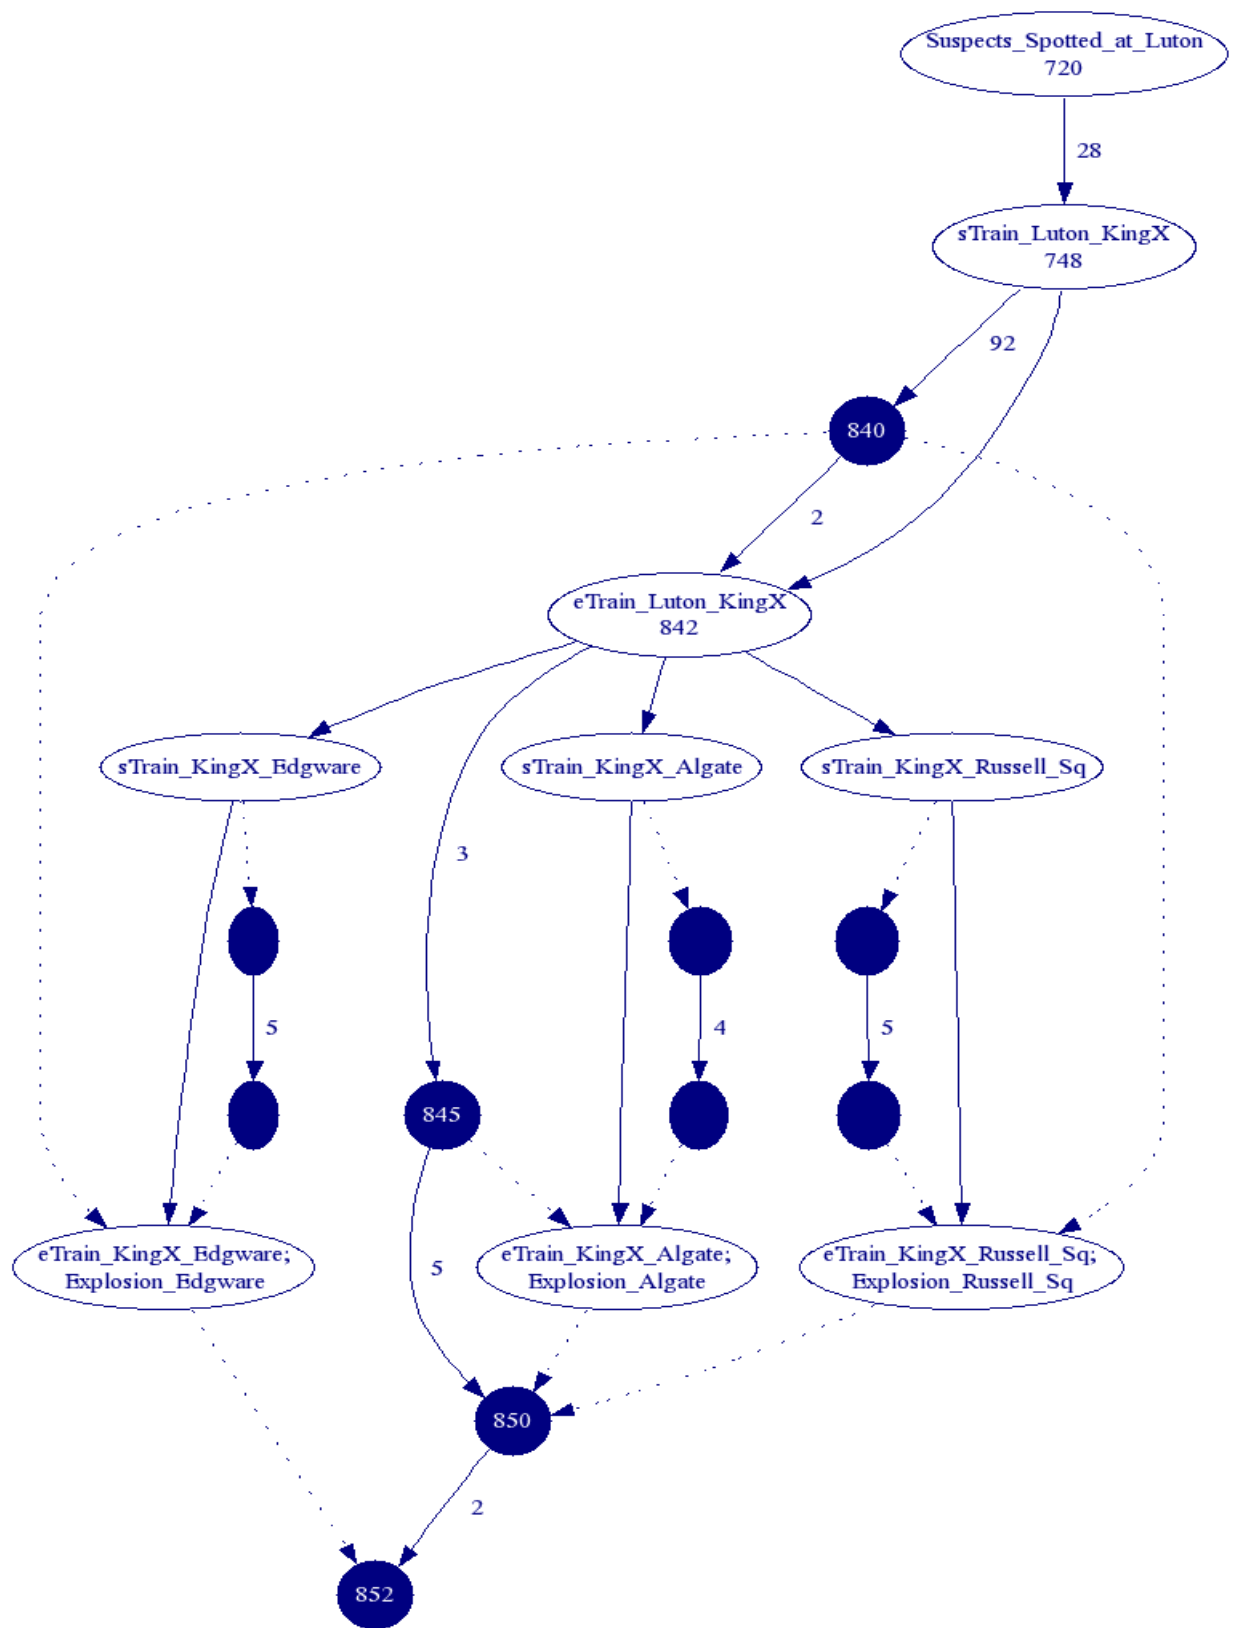 Suspects_Spotted_at_Luton
720
28
sTrain_Luton_KingX
748
92
840
2
eTrain_Luton_KingX
842
sTrain_KingX_Edgware
sTrain_KingX_Algate
sTrain_KingX_Russell_Sq
3
5
4
5
845
eTrain_KingX_Edgware;
Explosion_Edgware
eTrain_KingX_Algate;
Explosion_Algate
eTrain_KingX_Russell_Sq;
Explosion_Russell_Sq
5
850
2
852